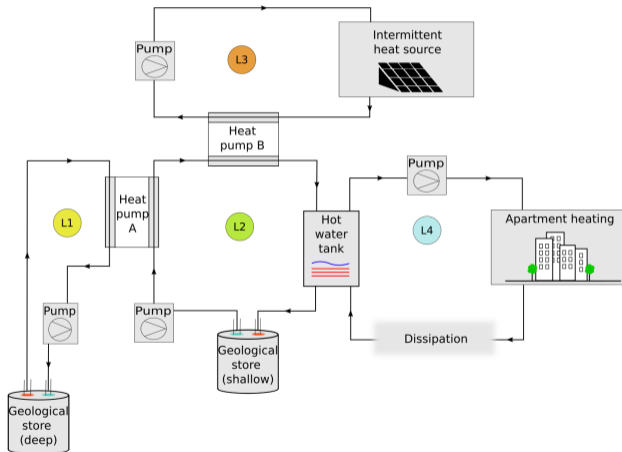 Pump
L3
Intermittent
heat source
Heat
pump B
Pump
L1
Heat
pump
A
L2
Hot
water
tank
L4
Apartment heating
Pump
Pump
Geological
store
(shallow)
Dissipation
Geological
store
(deep)